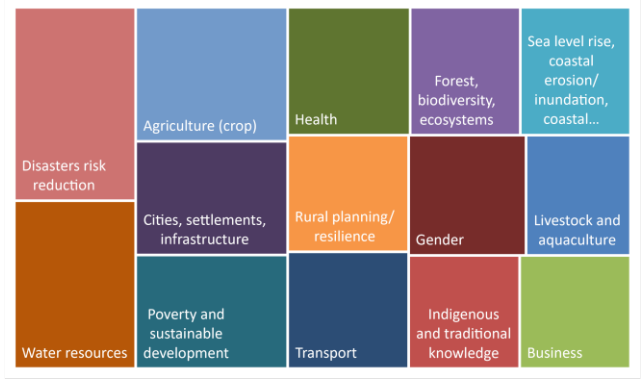 Disasters risk
reduction
Water resources
Agriculture (crop)
Cities, settlements,
infrastructure
Poverty and
sustainable
development
Health
Rural planning/
resilience
Transport
Forest,
biodiversity,
ecosystems
Gender
Indigenous
and traditional
knowledge
Sea level rise,
coastal
erosion/
inundation,
coastal...
Livestock and
aquaculture
Business